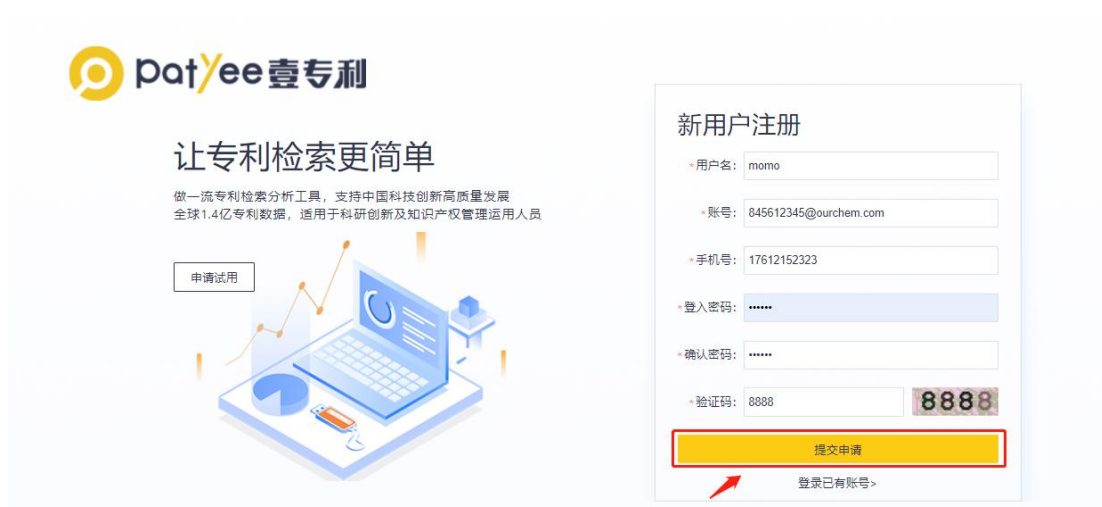 patyee壹专利
让专利检索更简单
做一流专利检索分析工具，支持中国科技创新高质量发展
全球1.4亿专利数据，适用于科研创新及知识产权管理运用人员
申请试用
新用户注册
*用户名: momo
*账号: 845612345@ourchem.com
*手机号: 17612152323
*登入密码: ••••••
*确认密码: ••••••
*验证码: 8888 8888
提交申请
登录已有账号>